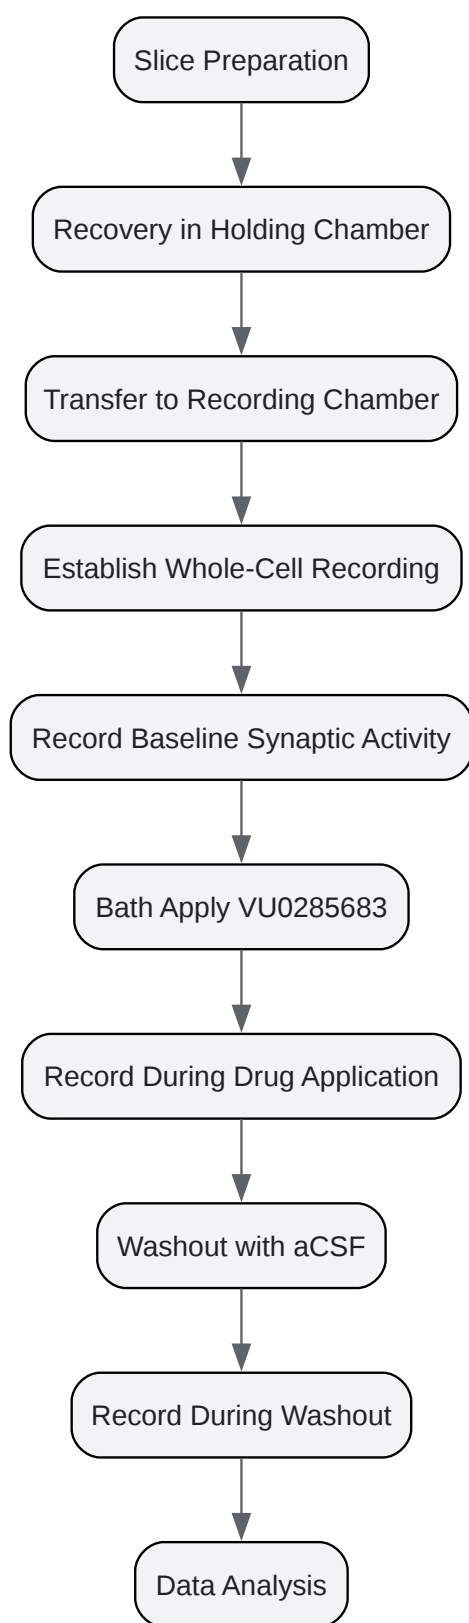 Slice Preparation
Recovery in Holding Chamber
Transfer to Recording Chamber
Establish Whole-Cell Recording
Record Baseline Synaptic Activity
Bath Apply VU0285683
Record During Drug Application
Washout with aCSF
Record During Washout
Data Analysis